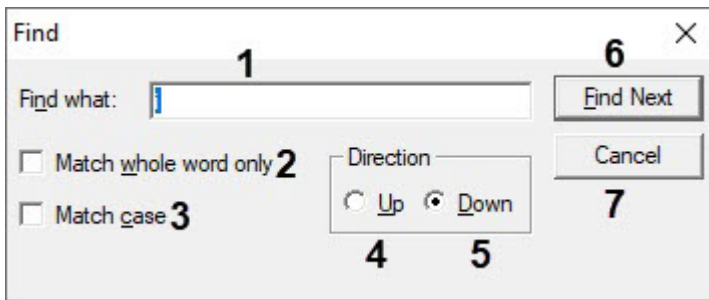 Find
1
6
Find what:
Find Next
Match whole word only 2
Direction
Cancel
Up
Down
7
Match case 3
4
5